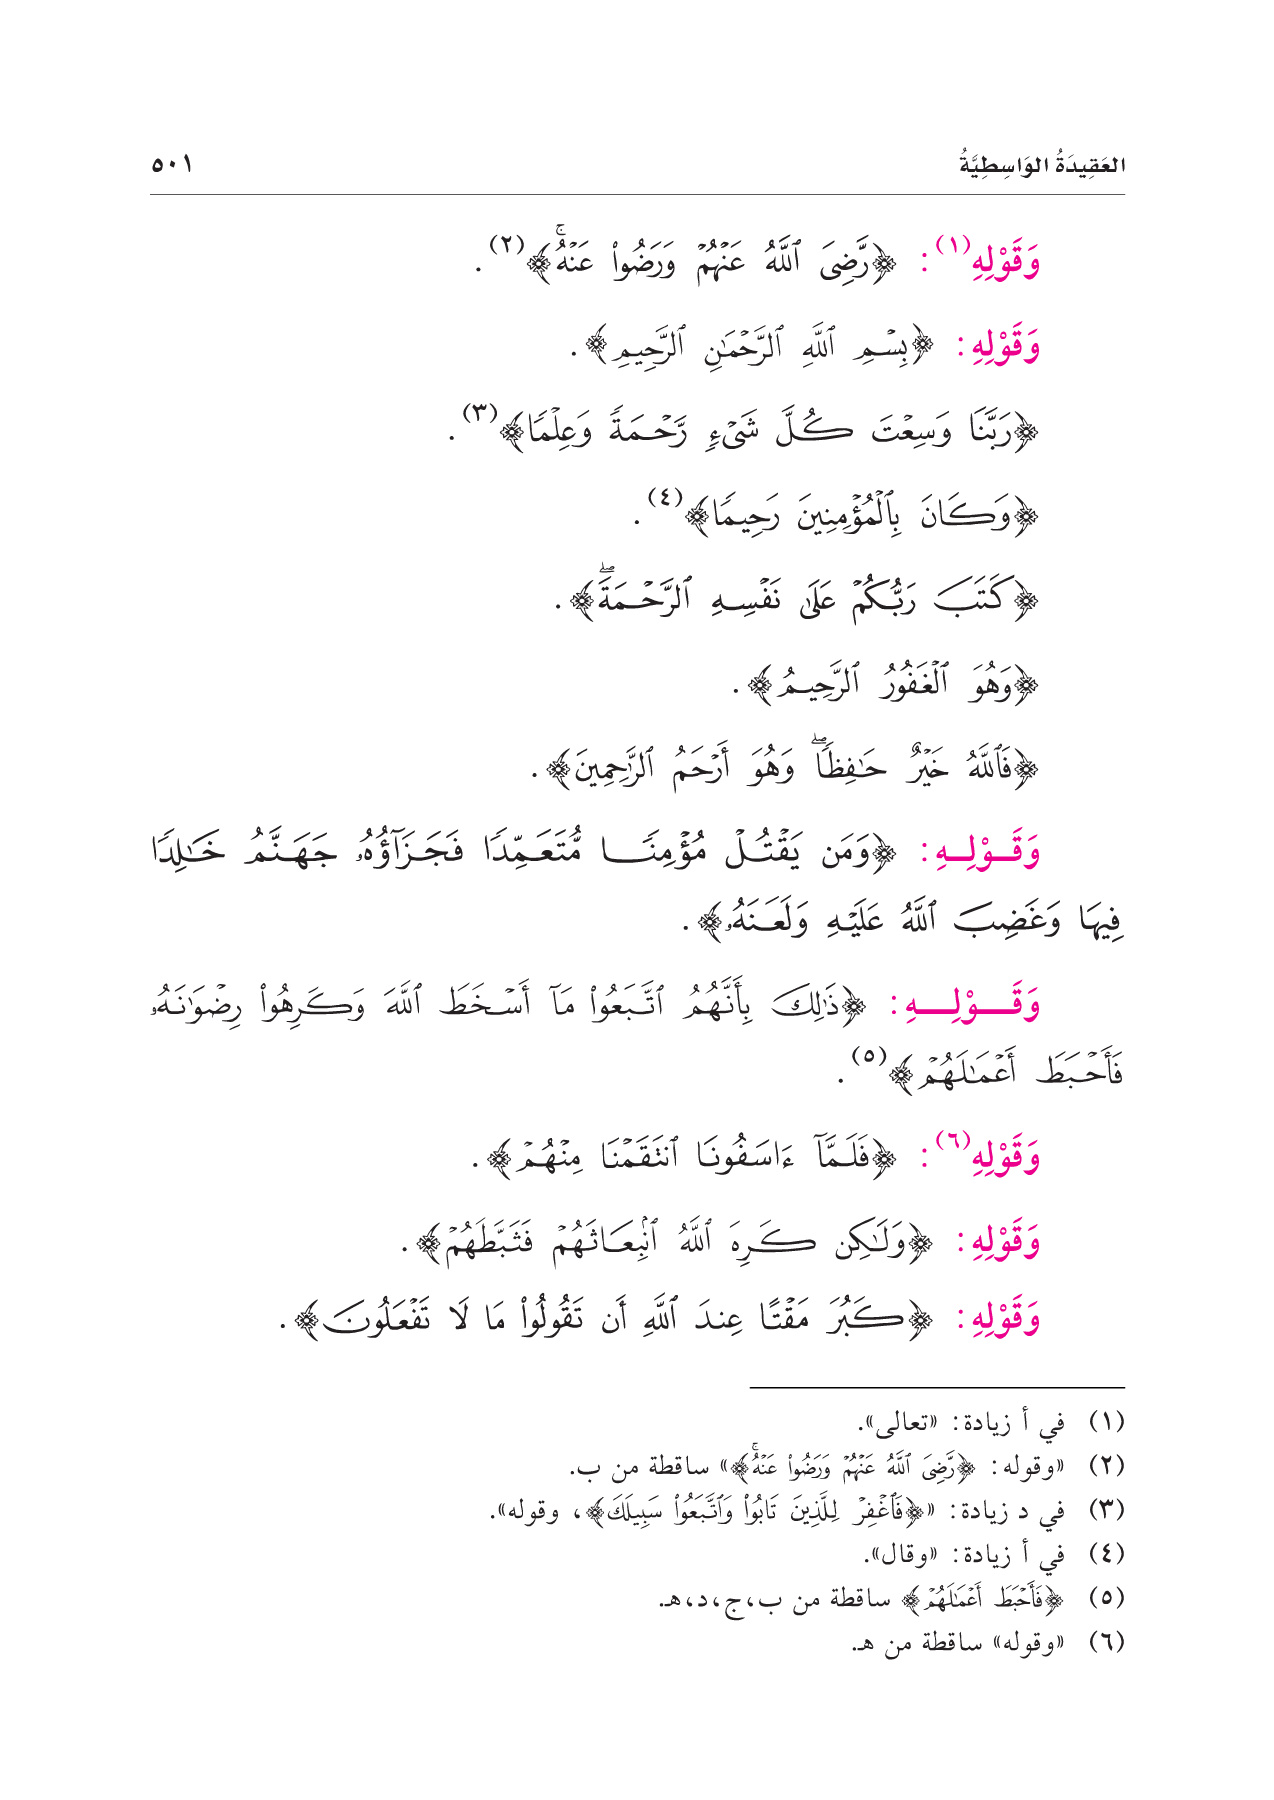 العَقِيدَةُ الوَاسِطِيَّةُ ٥٠١
وَقَوْلِهِ(١): ﴿رَّضِيَ ٱللَّهُ عَنْهُمْ وَرَضُوا۟ عَنْهُ ۚ﴾(٢).
وَقَوْلِهِ: ﴿بِسْمِ ٱللَّهِ ٱلرَّحْمَـٰنِ ٱلرَّحِيمِ﴾.
﴿رَبَّنَا وَسِعْتَ كُلَّ شَىْءٍ رَّحْمَةً وَعِلْمًا﴾(٣).
﴿وَكَانَ بِٱلْمُؤْمِنِينَ رَحِيمًا﴾(٤).
﴿كَتَبَ رَبُّكُمْ عَلَىٰ نَفْسِهِ ٱلرَّحْمَةَ ۖ﴾.
﴿وَهُوَ ٱلْغَفُورُ ٱلرَّحِيمُ﴾.
﴿فَٱللَّهُ خَيْرٌ حَـٰفِظًا ۖ وَهُوَ أَرْحَمُ ٱلرَّٰحِمِينَ﴾.
وَقَوْلِهِ: ﴿وَمَن يَقْتُلْ مُؤْمِنًا مُّتَعَمِّدًا فَجَزَآؤُهُۥ جَهَنَّمُ خَـٰلِدًا
فِيهَا وَغَضِبَ ٱللَّهُ عَلَيْهِ وَلَعَنَهُۥ﴾.
وَقَوْلِهِ: ﴿ذَٰلِكَ بِأَنَّهُمُ ٱتَّبَعُوا۟ مَآ أَسْخَطَ ٱللَّهَ وَكَرِهُوا۟ رِضْوَٰنَهُۥ
فَأَحْبَطَ أَعْمَـٰلَهُمْ﴾(٥).
وَقَوْلِهِ(٦): ﴿فَلَمَّآ ءَاسَفُونَا ٱنتَقَمْنَا مِنْهُمْ﴾.
وَقَوْلِهِ: ﴿وَلَـٰكِن كَرِهَ ٱللَّهُ ٱنۢبِعَاثَهُمْ فَثَبَّطَهُمْ﴾.
وَقَوْلِهِ: ﴿كَبُرَ مَقْتًا عِندَ ٱللَّهِ أَن تَقُولُوا۟ مَا لَا تَفْعَلُونَ﴾.
(١) في أ زيادة: «تعالى».
(٢) «وقوله: ﴿رَّضِيَ ٱللَّهُ عَنْهُمْ وَرَضُوا۟ عَنْهُ ۚ﴾» ساقطة من ب.
(٣) في د زيادة: «﴿فَٱغْفِرْ لِلَّذِينَ تَابُوا۟ وَٱتَّبَعُوا۟ سَبِيلَكَ﴾، وقوله».
(٤) في أ زيادة: «وقال».
(٥) ﴿فَأَحْبَطَ أَعْمَـٰلَهُمْ﴾ ساقطة من ب،ج،د،هـ.
(٦) «وقوله» ساقطة من هـ.